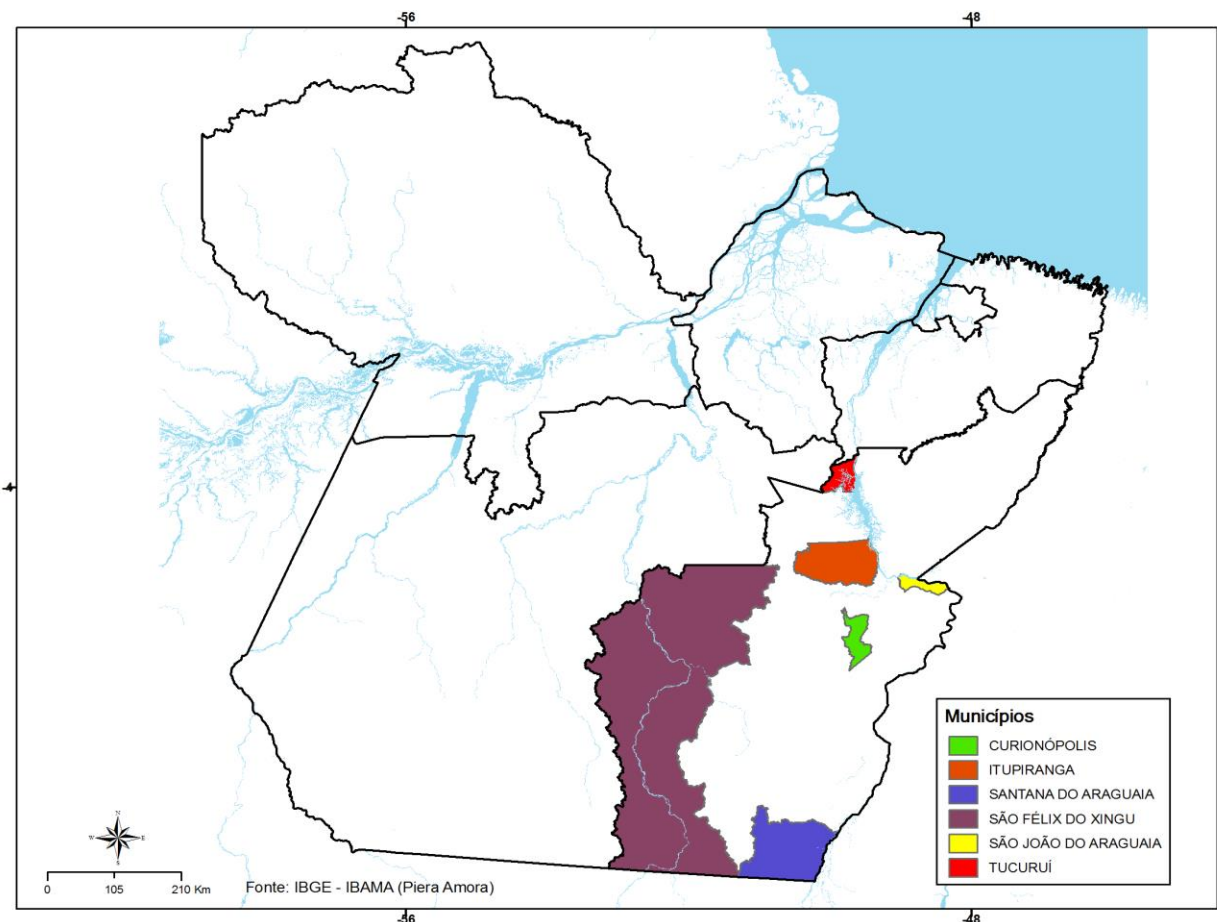 -56
-48
4
Municípios
CURIONÓPOLIS
ITUPIRANGA
SANTANA DO ARAGUAIA
SÃO FÉLIX DO XINGU
SÃO JOÃO DO ARAGUAIA
TUCURUÍ
N
W E
S
0 105 210 Km
Fonte: IBGE - IBAMA (Piera Amora)
-56
-48